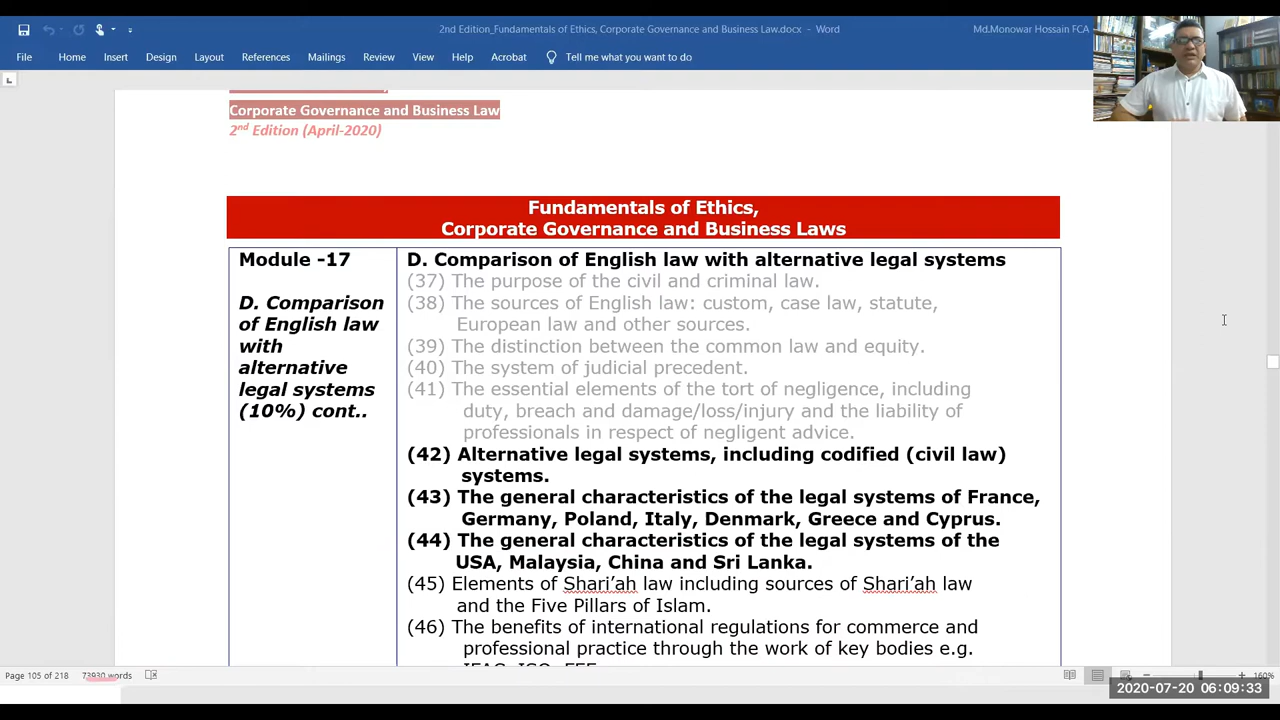 2nd Edition_Fundamentals of Ethics, Corporate Governance and Business Law.docx - Word
Md.Monowar Hossain FCA
File Home Insert Design Layout References Mailings Review View Help Acrobat Tell me what you want to do
Corporate Governance and Business Law
2nd Edition (April-2020)
Fundamentals of Ethics,
Corporate Governance and Business Laws
Module -17
D. Comparison
of English law
with
alternative
legal systems
(10%) cont..
D. Comparison of English law with alternative legal systems
(37) The purpose of the civil and criminal law.
(38) The sources of English law: custom, case law, statute,
European law and other sources.
(39) The distinction between the common law and equity.
(40) The system of judicial precedent.
(41) The essential elements of the tort of negligence, including
duty, breach and damage/loss/injury and the liability of
professionals in respect of negligent advice.
(42) Alternative legal systems, including codified (civil law)
systems.
(43) The general characteristics of the legal systems of France,
Germany, Poland, Italy, Denmark, Greece and Cyprus.
(44) The general characteristics of the legal systems of the
USA, Malaysia, China and Sri Lanka.
(45) Elements of Shari’ah law including sources of Shari’ah law
and the Five Pillars of Islam.
(46) The benefits of international regulations for commerce and
professional practice through the work of key bodies e.g.
Page 105 of 218 73930 words
160%
2020-07-20 06:09:33